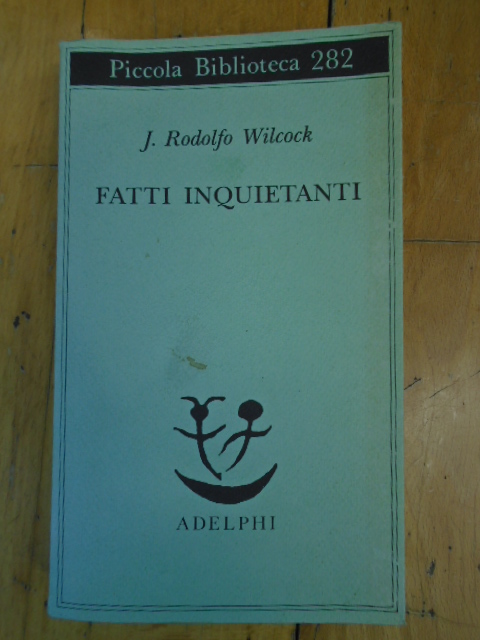 Piccola Biblioteca 282
J. Rodolfo Wilcock
FATTI INQUIETANTI
ADELPHI